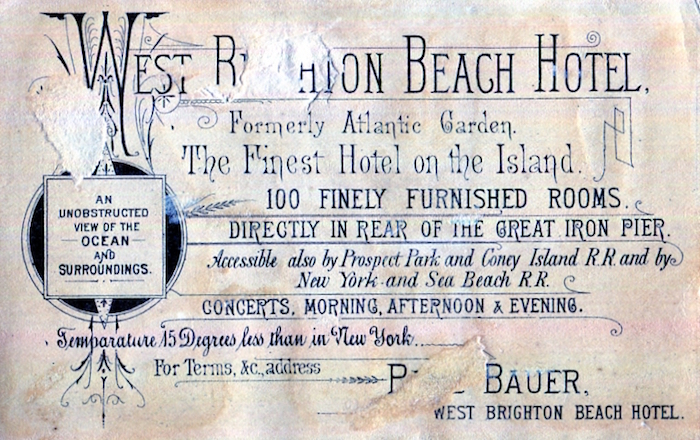 WEST BRIGHTON BEACH HOTEL,
Formerly Atlantic Garden.
The Finest Hotel on the Island.
100 FINELY FURNISHED ROOMS.
DIRECTLY IN REAR OF THE GREAT IRON PIER.
Accessible also by Prospect Park and Coney Island R.R. and by
New York and Sea Beach R.R.
CONCERTS, MORNING, AFTERNOON & EVENING.
AN
UNOBSTRUCTED
VIEW OF THE
OCEAN
AND
SURROUNDINGS.
Temparature 15 Degrees less than in New York
For Terms, &c., address
BAUER,
WEST BRIGHTON BEACH HOTEL.